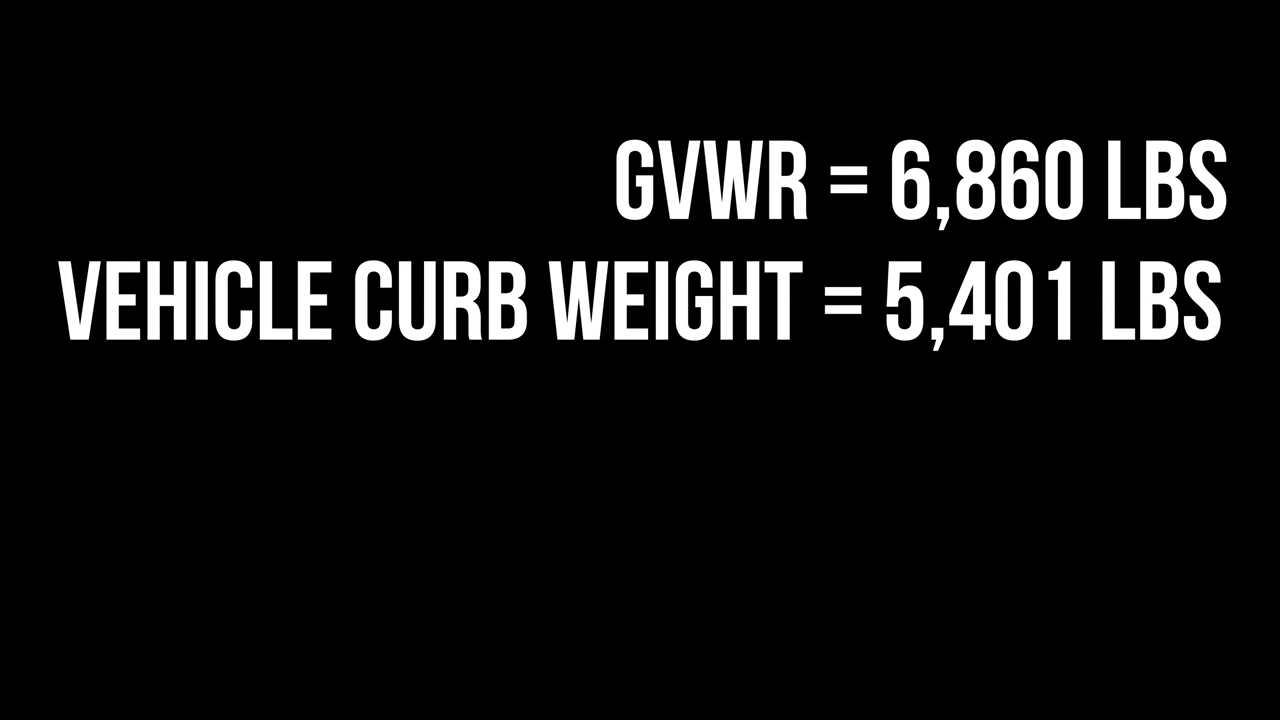 GVWR = 6,860 LBS
VEHICLE CURB WEIGHT = 5,401 LBS